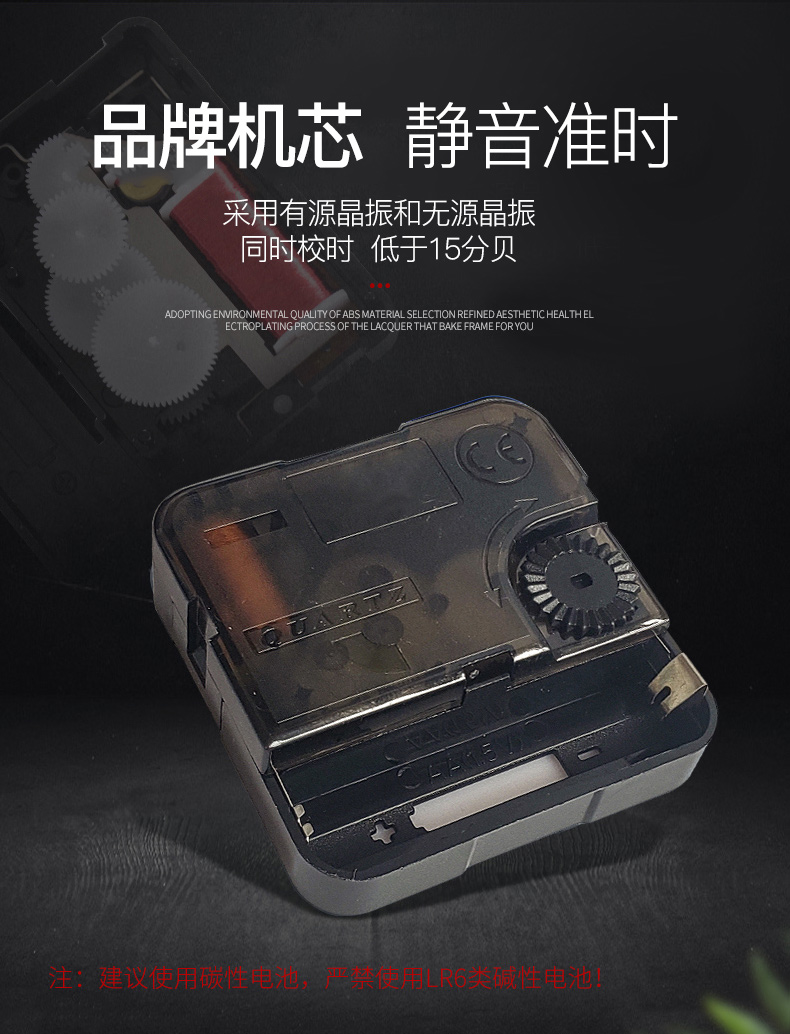 品牌机芯 静音准时
采用有源晶振和无源晶振
同时校时 低于15分贝
ADOPTING ENVIRONMENTAL QUALITY OF ABS MATERIAL SELECTION REFINED AESTHETIC HEALTH EL
ECTROPLATING PROCESS OF THE LACQUER THAT BAKE FRAME FOR YOU
CE
QUARTZ
注：建议使用碳性电池，严禁使用LR6类碱性电池！